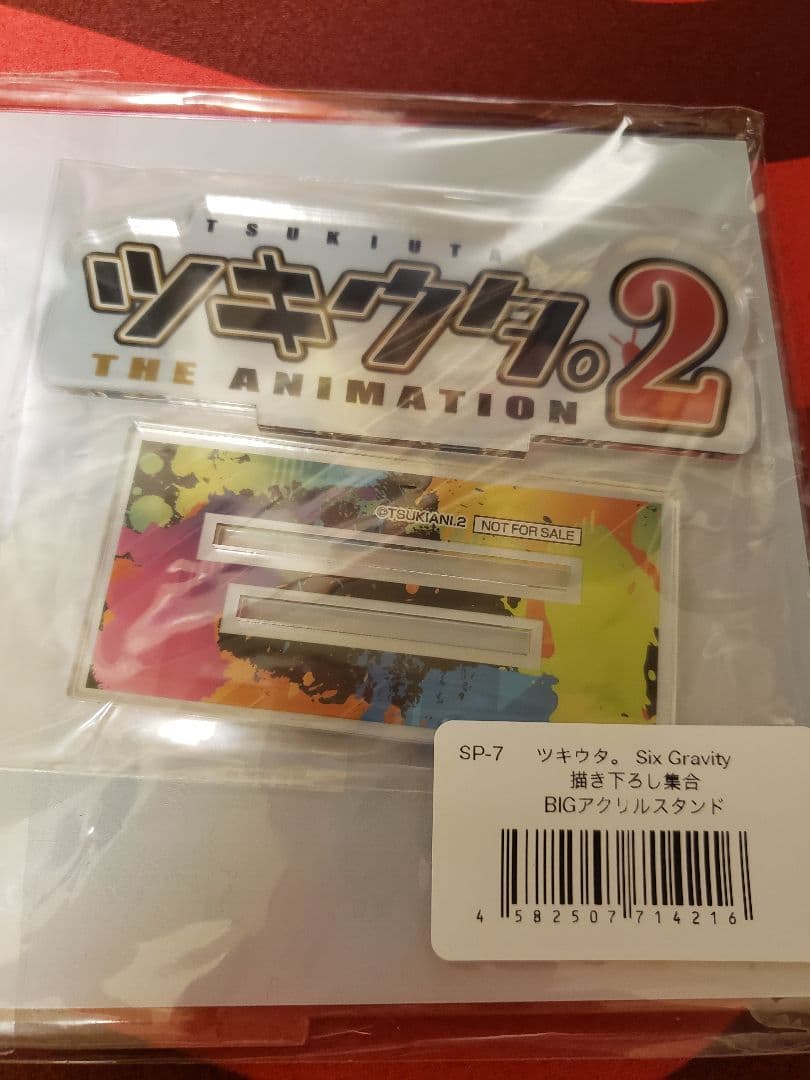 TSUKIUTA
ツキウタ。2
THE ANIMATION
©TSUKIANI.2 NOT FOR SALE
SP-7 ツキウタ。 Six Gravity
描き下ろし集合
BIGアクリルスタンド
4 582507 714216